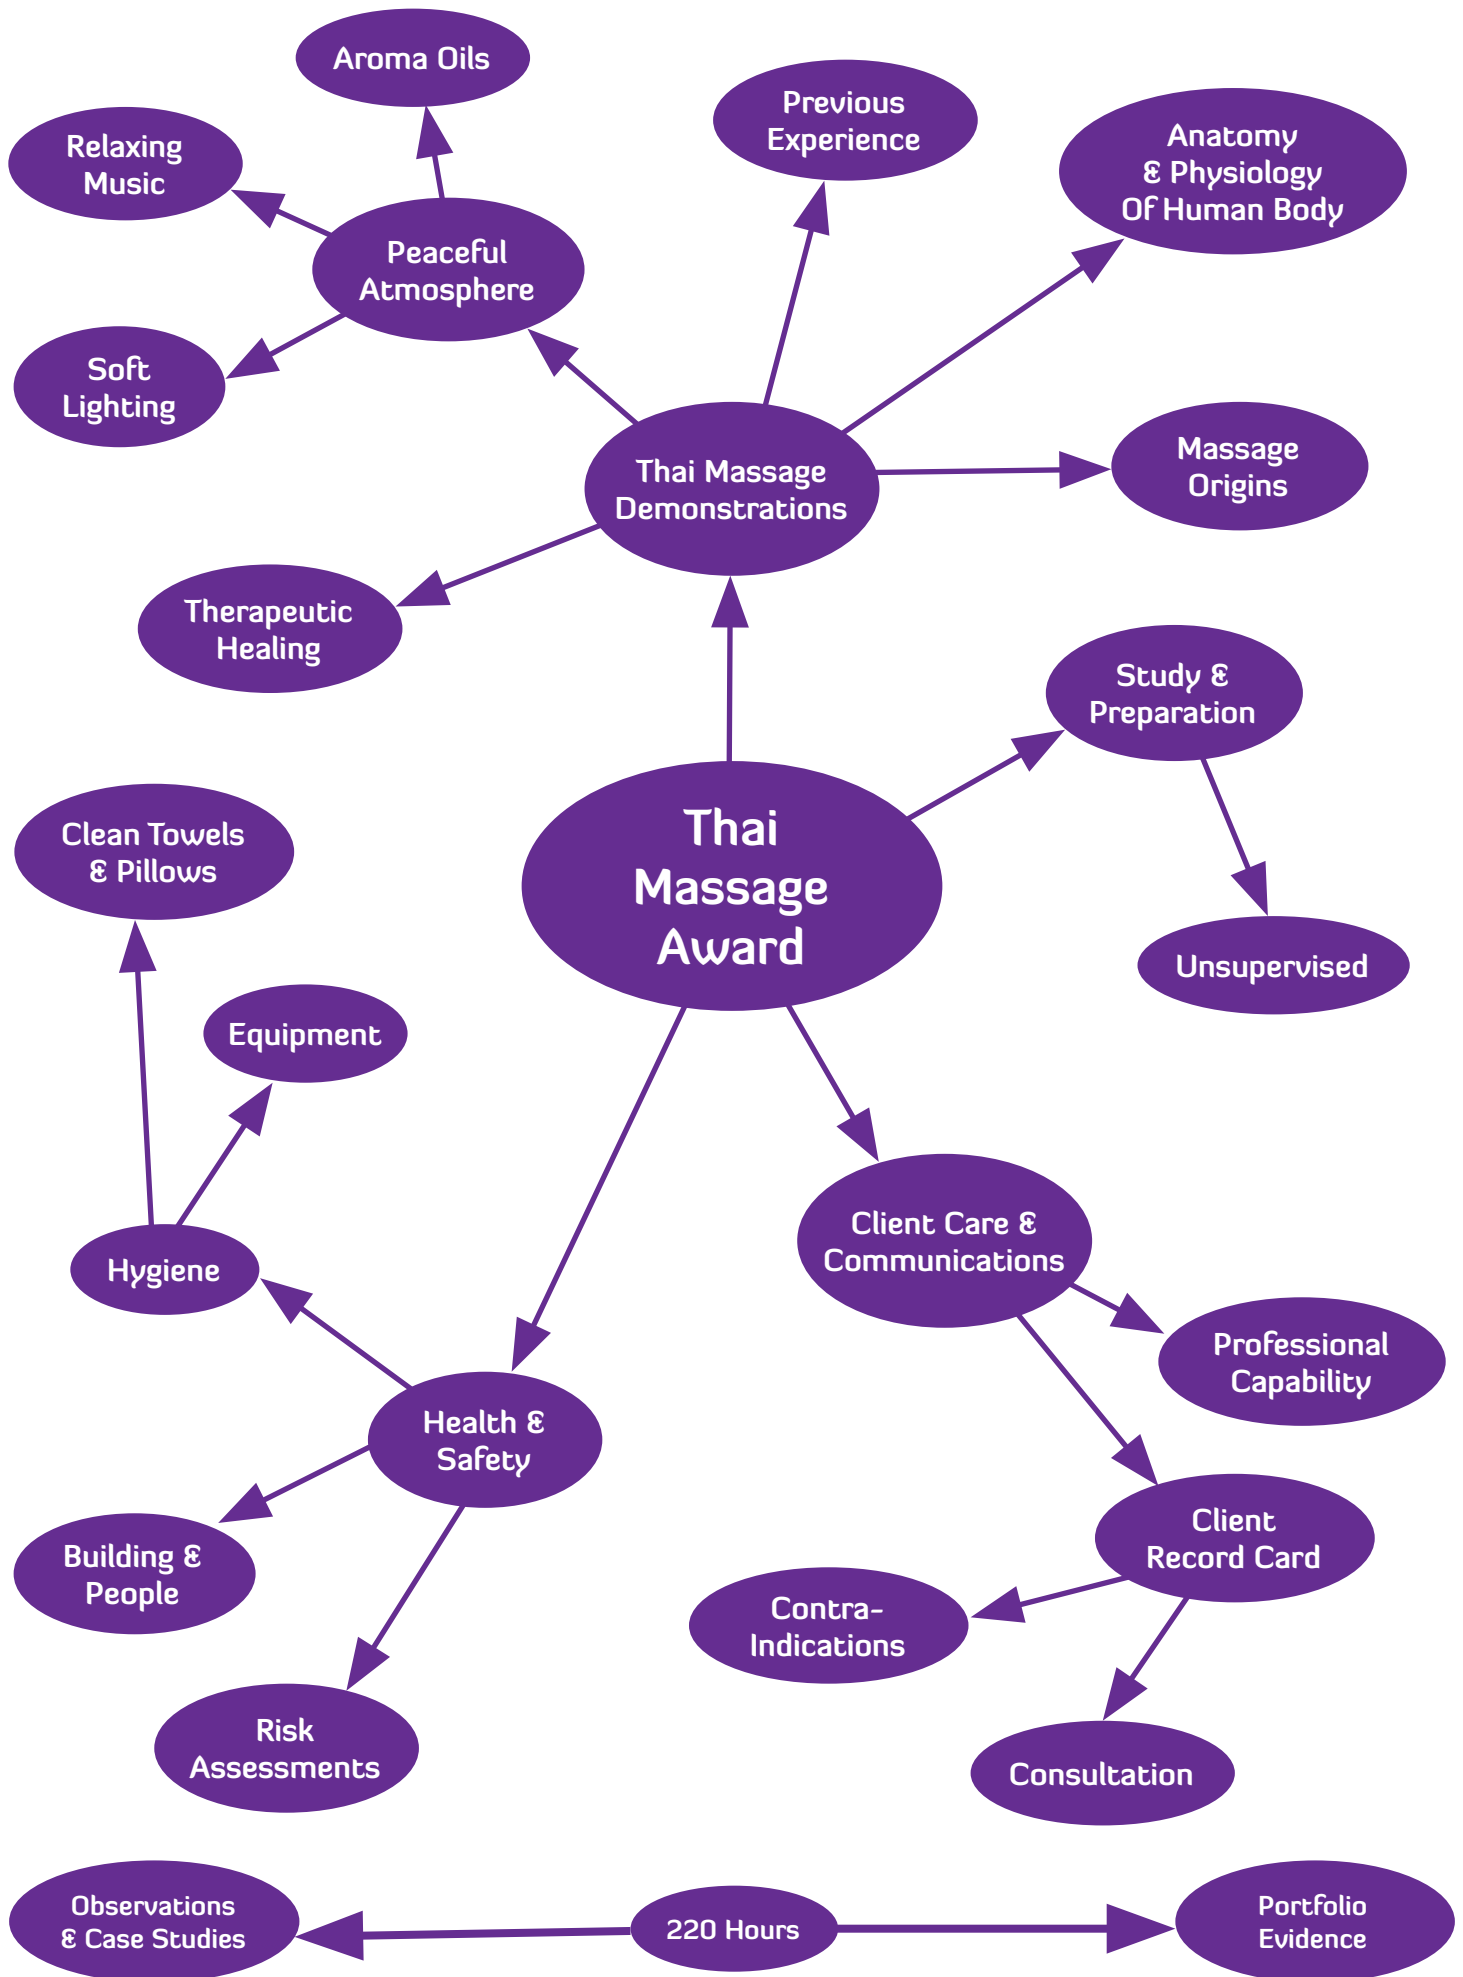 Aroma Oils
Relaxing
Music
Previous
Experience
Anatomy
& Physiology
Of Human Body
Peaceful
Atmosphere
Soft
Lighting
Thai Massage
Demonstrations
Massage
Origins
Therapeutic
Healing
Study &
Preparation
Thai
Massage
Award
Clean Towels
& Pillows
Unsupervised
Equipment
Hygiene
Client Care &
Communications
Professional
Capability
Health &
Safety
Building &
People
Client
Record Card
Contra-
Indications
Risk
Assessments
Consultation
Observations
& Case Studies
220 Hours
Portfolio
Evidence